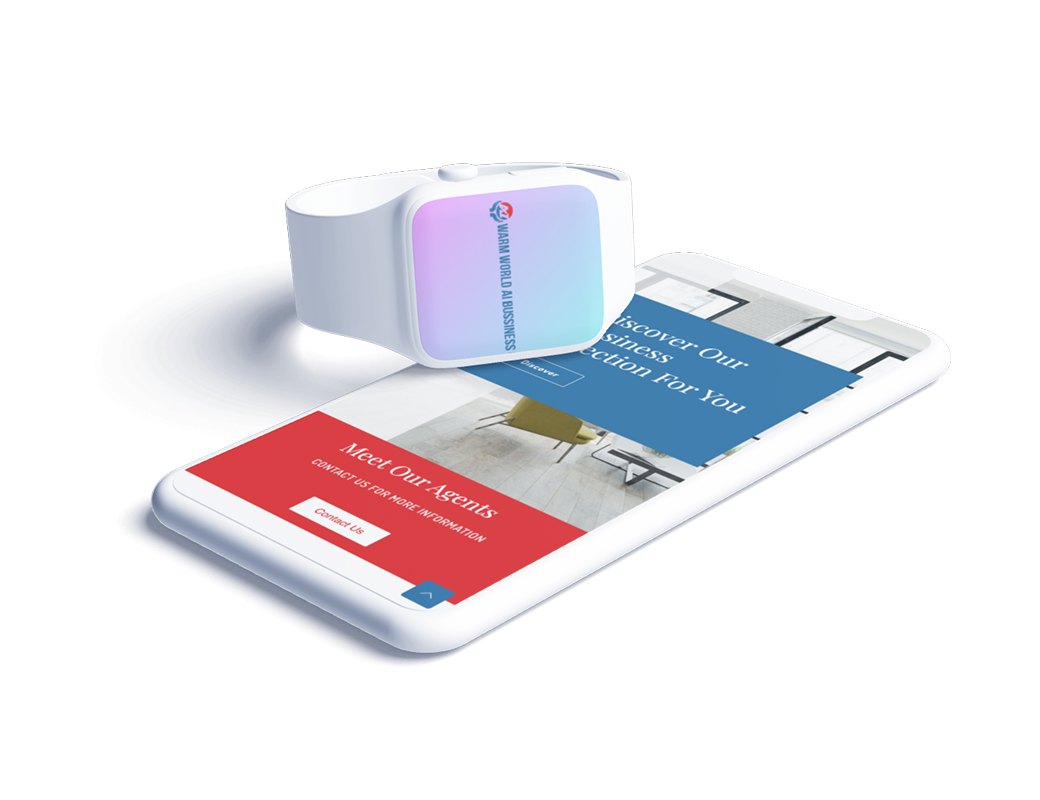 WARM WORLD AI BUSSINESS
iscover Our
siness
ection For You
Discover
Meet Our Agents
CONTACT US FOR MORE INFORMATION
Contact Us